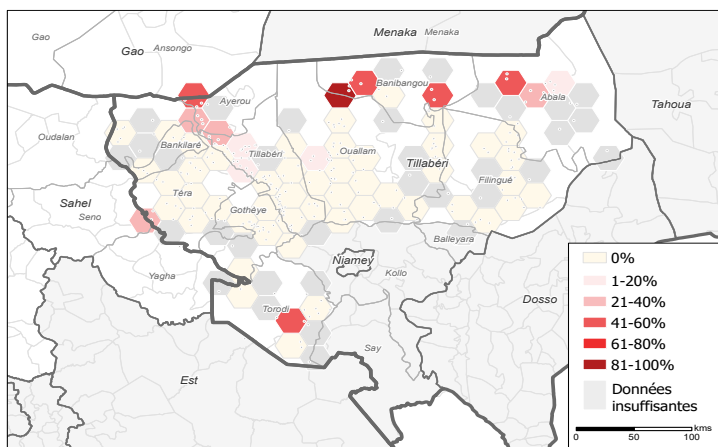 Menaka
Menaka
Gao
Gao
Ansongo
Tahoua
Banibangou
Abala
Ayerou
Oudalan
Bankilaré
Tillabéri
Ouallam
Tillabéri
Filingué
Téra
Sahel
Seno
Gothèye
Balleyara
Niamey
Kollo
Yagha
Dosso
Torodi
Say
Est
0%
1-20%
21-40%
41-60%
61-80%
81-100%
Données
insuffisantes
0
50
100
kms